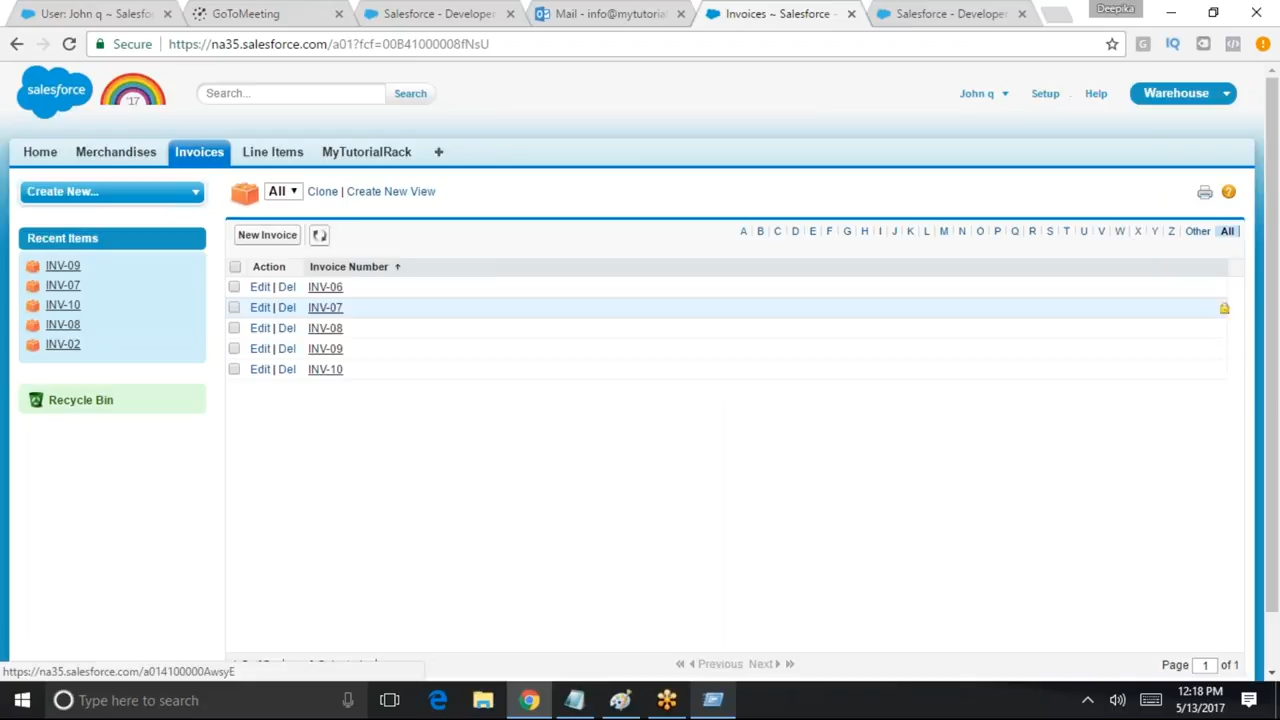 User: John q ~ Salesfo
GoToMeeting
Salesforce - Developer
Mail - info@mytutorial
Invoices ~ Salesforce -
Salesforce - Developer
Deepika
Secure
https://na35.salesforce.com/a01?fcf=00B41000008fNsU
salesforce
'17
Search...
Search
John q
Setup
Help
Warehouse
Home
Merchandises
Invoices
Line Items
MyTutorialRack
+
Create New...
All
Clone | Create New View
Recent Items
INV-09
INV-07
INV-10
INV-08
INV-02
Recycle Bin
New Invoice
A B C D E F G H I J K L M N O P Q R S T U V W X Y Z Other All
Action
Invoice Number
Edit | Del INV-06
Edit | Del INV-07
Edit | Del INV-08
Edit | Del INV-09
Edit | Del INV-10
Previous Next
Page 1 of 1
https://na35.salesforce.com/a014100000AwsyE
Type here to search
12:18 PM
5/13/2017